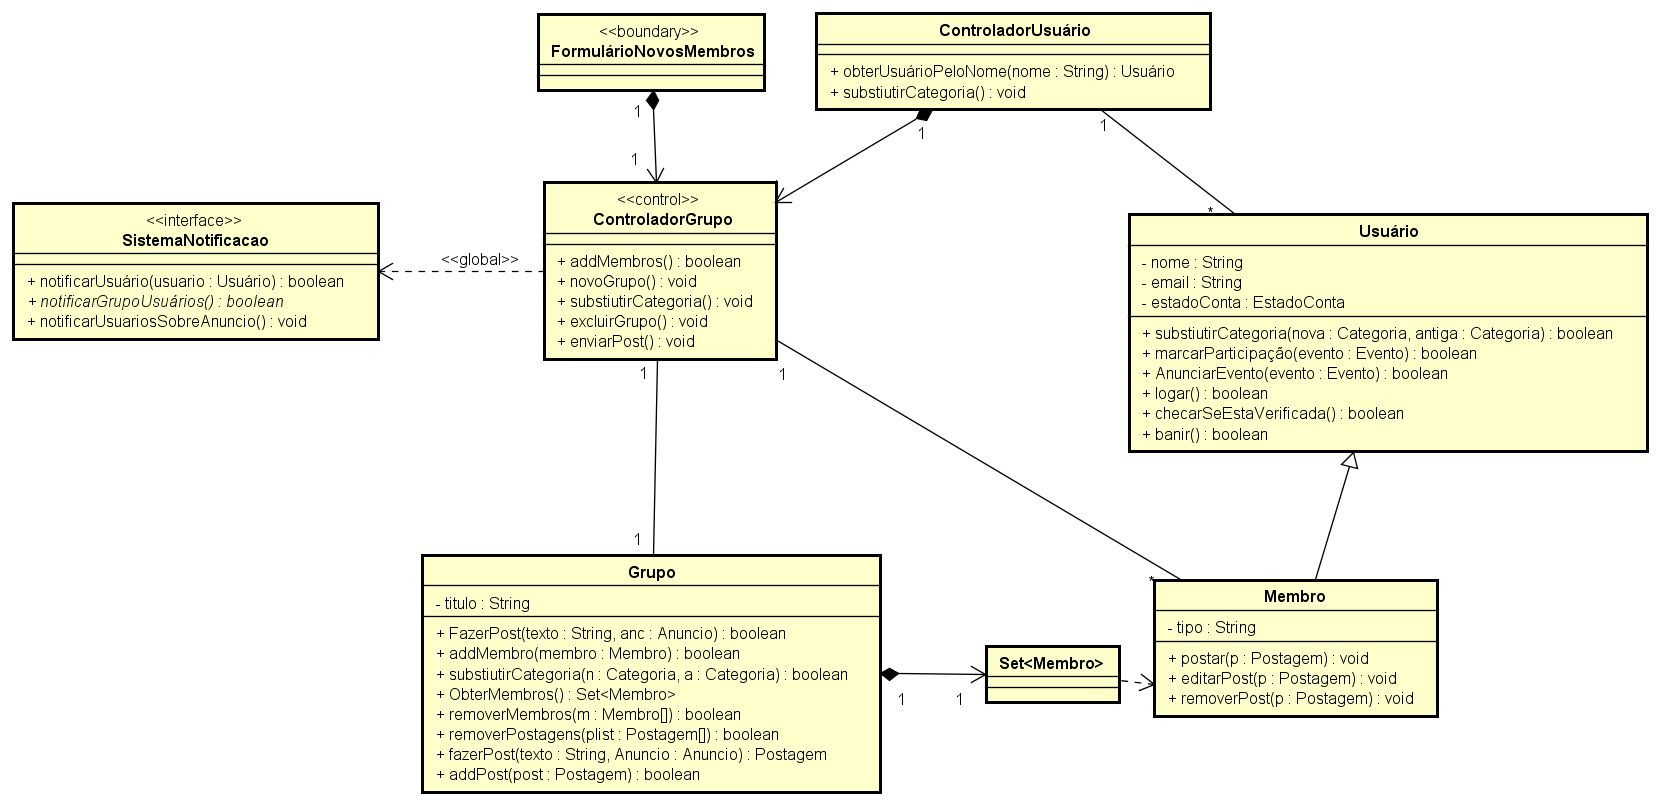 <<boundary>>
FormulárioNovosMembros
1
1
ControladorUsuário
+ obterUsuárioPeloNome(nome : String) : Usuário
+ substiutirCategoria() : void
1
1
*
<<interface>>
SistemaNotificacao
+ notificarUsuário(usuario : Usuário) : boolean
+ notificarGrupoUsuários() : boolean
+ notificarUsuariosSobreAnuncio() : void
<<global>>
<<control>>
ControladorGrupo
+ addMembros() : boolean
+ novoGrupo() : void
+ substiutirCategoria() : void
+ excluirGrupo() : void
+ enviarPost() : void
1
1
1
*
Usuário
- nome : String
- email : String
- estadoConta : EstadoConta
+ substiutirCategoria(nova : Categoria, antiga : Categoria) : boolean
+ marcarParticipação(evento : Evento) : boolean
+ AnunciarEvento(evento : Evento) : boolean
+ logar() : boolean
+ checarSeEstaVerificada() : boolean
+ banir() : boolean
Grupo
- titulo : String
+ FazerPost(texto : String, anc : Anuncio) : boolean
+ addMembro(membro : Membro) : boolean
+ substiutirCategoria(n : Categoria, a : Categoria) : boolean
+ ObterMembros() : Set<Membro>
+ removerMembros(m : Membro[]) : boolean
+ removerPostagens(plist : Postagem[]) : boolean
+ fazerPost(texto : String, Anuncio : Anuncio) : Postagem
+ addPost(post : Postagem) : boolean
1
1
Set<Membro>
Membro
- tipo : String
+ postar(p : Postagem) : void
+ editarPost(p : Postagem) : void
+ removerPost(p : Postagem) : void